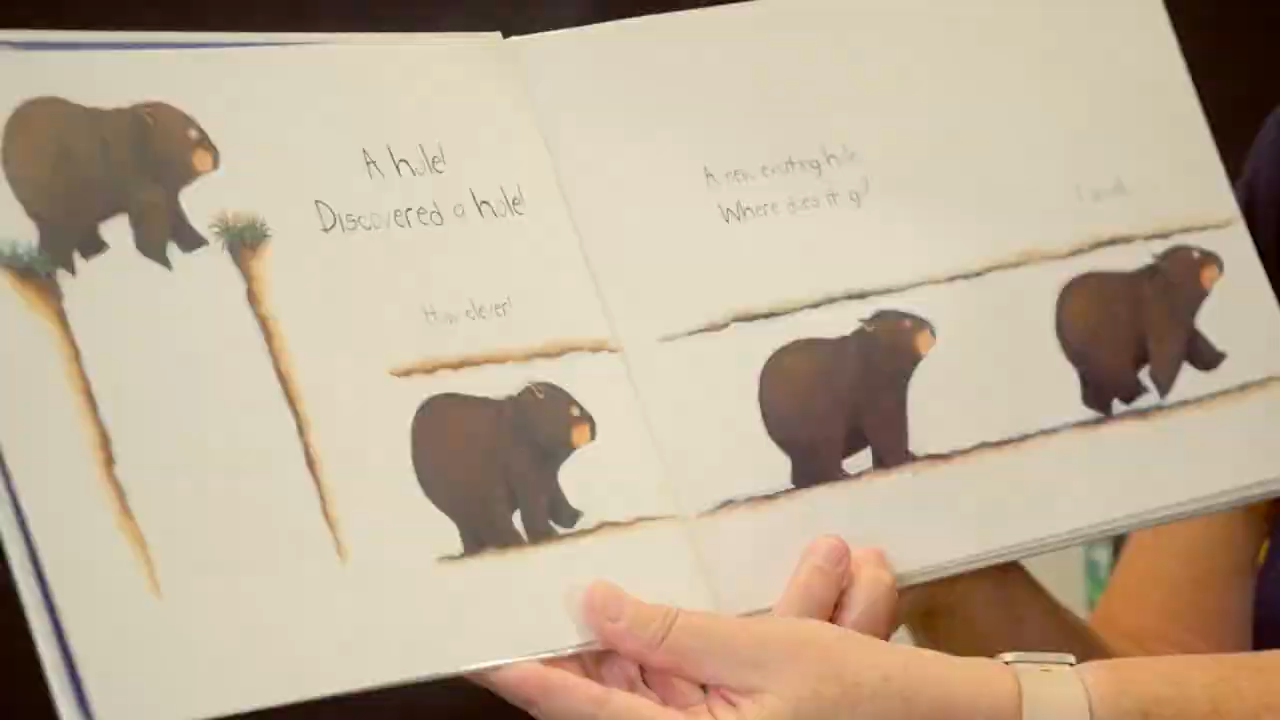 A hole!
Discovered a hole!
How clever!
A new exciting hole
Where does it go?